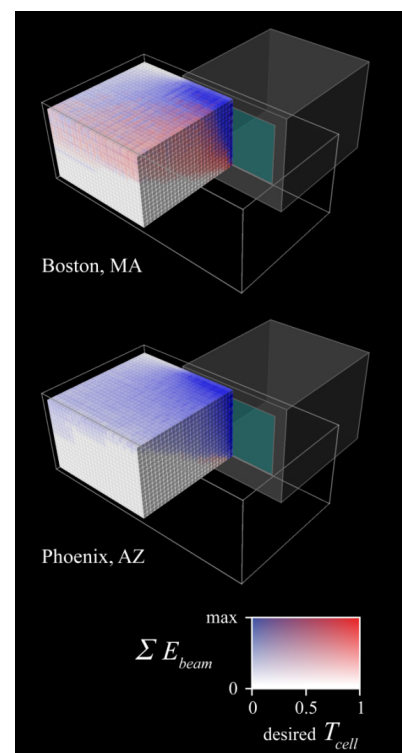 Boston, MA
Phoenix, AZ
max
Σ E_beam
0
0 0.5 1
desired T_cell